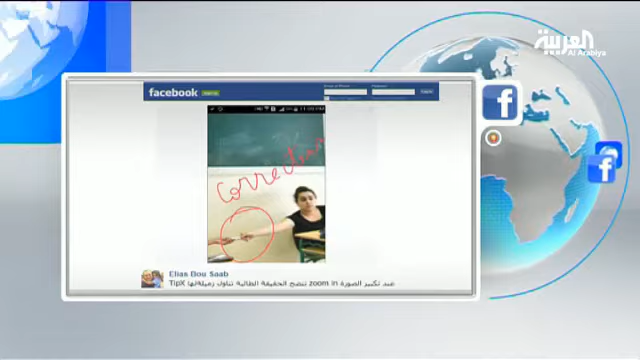 العربية
Al Arabiya
facebook
correction
Elias Bou Saab
عند تكبير الصورة zoom in تتضح الحقيقة الطالبة تناول زميلتها TipX